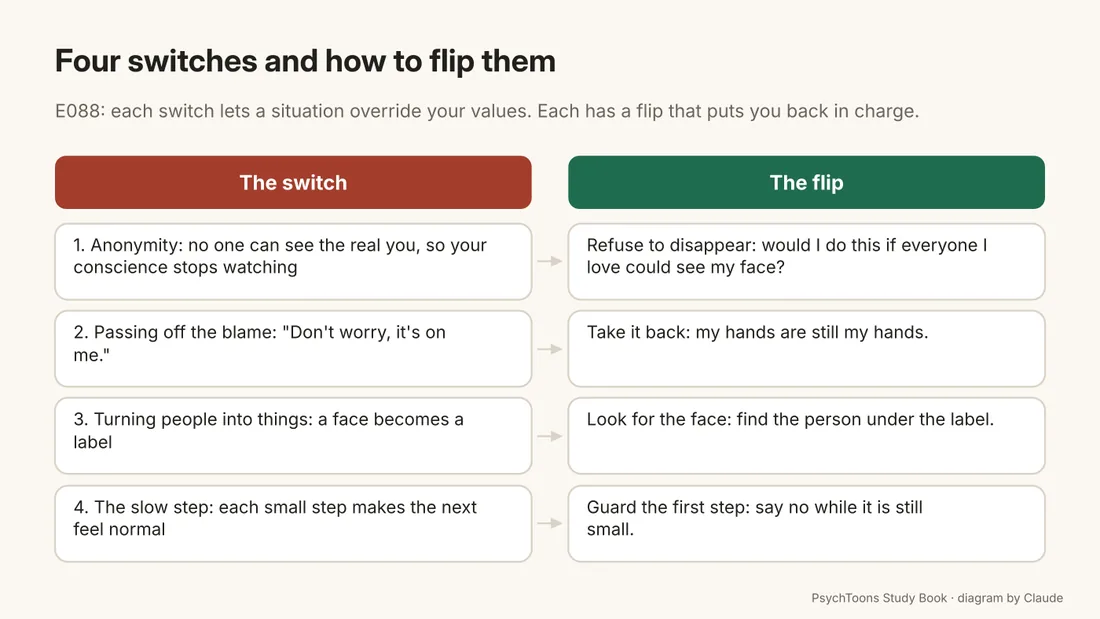 Four switches and how to flip them
E088: each switch lets a situation override your values. Each has a flip that puts you back in charge.
The switch
The flip
1. Anonymity: no one can see the real you, so your
conscience stops watching
Refuse to disappear: would I do this if everyone I
love could see my face?
2. Passing off the blame: "Don't worry, it's on
me."
Take it back: my hands are still my hands.
3. Turning people into things: a face becomes a
label
Look for the face: find the person under the label.
4. The slow step: each small step makes the next
feel normal
Guard the first step: say no while it is still
small.
PsychToons Study Book · diagram by Claude